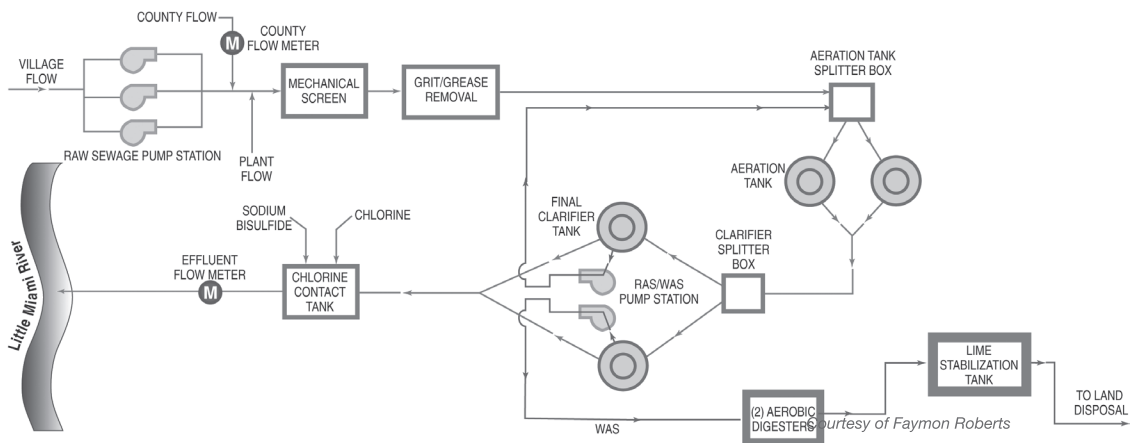 COUNTY FLOW
M
COUNTY
FLOW METER
VILLAGE
FLOW
RAW SEWAGE PUMP STATION
PLANT
FLOW
MECHANICAL
SCREEN
GRIT/GREASE
REMOVAL
AERATION TANK
SPLITTER BOX
AERATION
TANK
FINAL
CLARIFIER
TANK
CLARIFIER
SPLITTER
BOX
RAS/WAS
PUMP STATION
SODIUM
BISULFIDE
CHLORINE
CHLORINE
CONTACT
TANK
EFFLUENT
FLOW METER
M
Little Miami River
WAS
(2) AEROBIC
DIGESTERS
LIME
STABILIZATION
TANK
TO LAND
DISPOSAL
Courtesy of Faymon Roberts